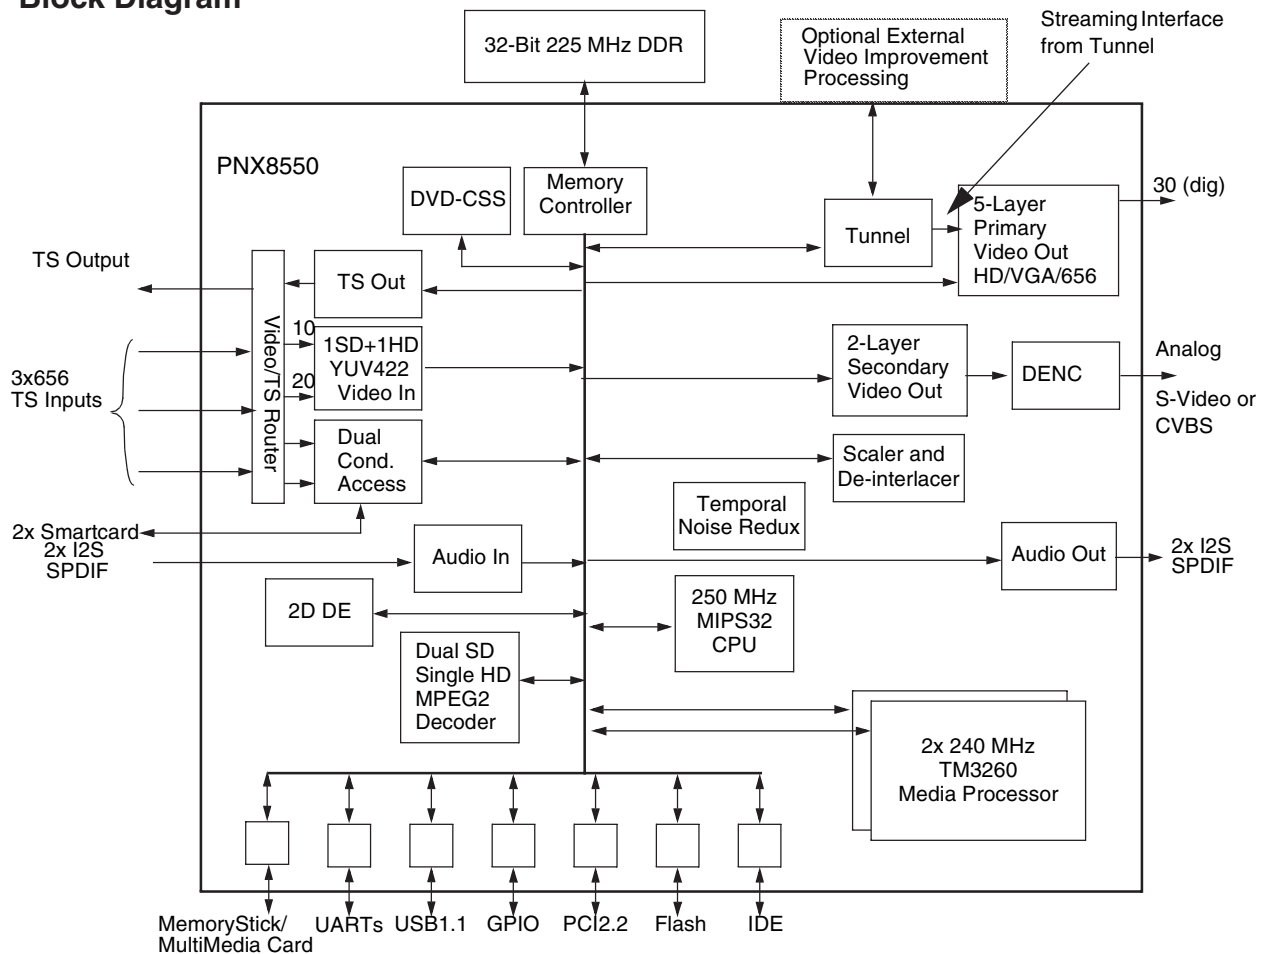 Block Diagram
32-Bit 225 MHz DDR
Optional External
Video Improvement
Processing
Streaming Interface
from Tunnel
PNX8550
DVD-CSS
Memory
Controller
Tunnel
5-Layer
Primary
Video Out
HD/VGA/656
30 (dig)
TS Output
TS Out
Video/TS Router
10
20
1SD+1HD
YUV422
Video In
3x656
TS Inputs
2-Layer
Secondary
Video Out
DENC
Analog
S-Video or
CVBS
Dual
Cond.
Access
Scaler and
De-interlacer
Temporal
Noise Redux
2x Smartcard
2x I2S
SPDIF
Audio In
Audio Out
2x I2S
SPDIF
2D DE
250 MHz
MIPS32
CPU
Dual SD
Single HD
MPEG2
Decoder
2x 240 MHz
TM3260
Media Processor
MemoryStick/
MultiMedia Card
UARTs
USB1.1
GPIO
PCI2.2
Flash
IDE